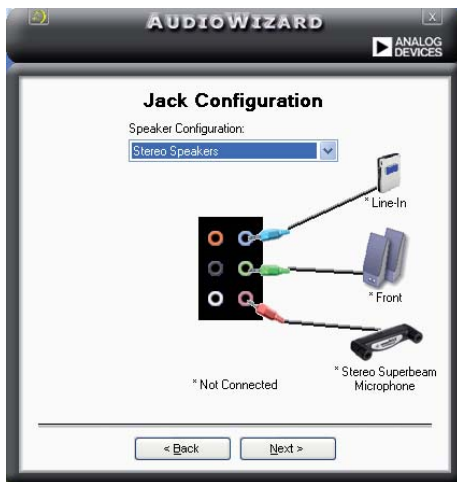 AUDIOWIZARD
X
ANALOG
DEVICES
Jack Configuration
Speaker Configuration:
Stereo Speakers
* Line-In
* Front
* Stereo Superbeam
Microphone
* Not Connected
< Back
Next >